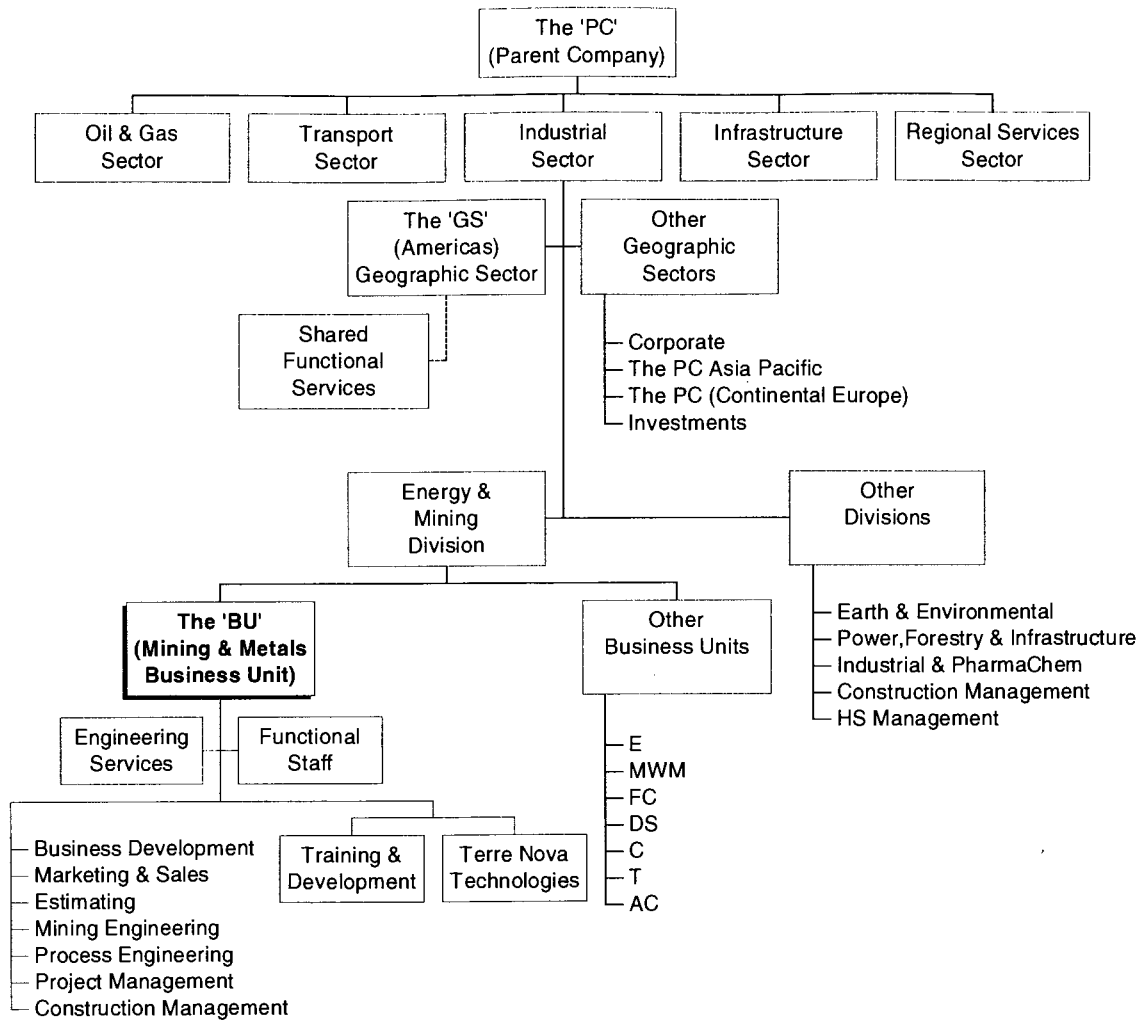 The 'PC'
(Parent Company)
Oil & Gas
Sector
Transport
Sector
Industrial
Sector
Infrastructure
Sector
Regional Services
Sector
The 'GS'
(Americas)
Geographic Sector
Other
Geographic
Sectors
Shared
Functional
Services
Corporate
The PC Asia Pacific
The PC (Continental Europe)
Investments
Energy &
Mining
Division
Other
Divisions
The 'BU'
(Mining & Metals
Business Unit)
Other
Business Units
Earth & Environmental
Power,Forestry & Infrastructure
Industrial & PharmaChem
Construction Management
HS Management
Engineering
Services
Functional
Staff
E
MWM
FC
DS
C
T
AC
Business Development
Marketing & Sales
Estimating
Mining Engineering
Process Engineering
Project Management
Construction Management
Training &
Development
Terre Nova
Technologies